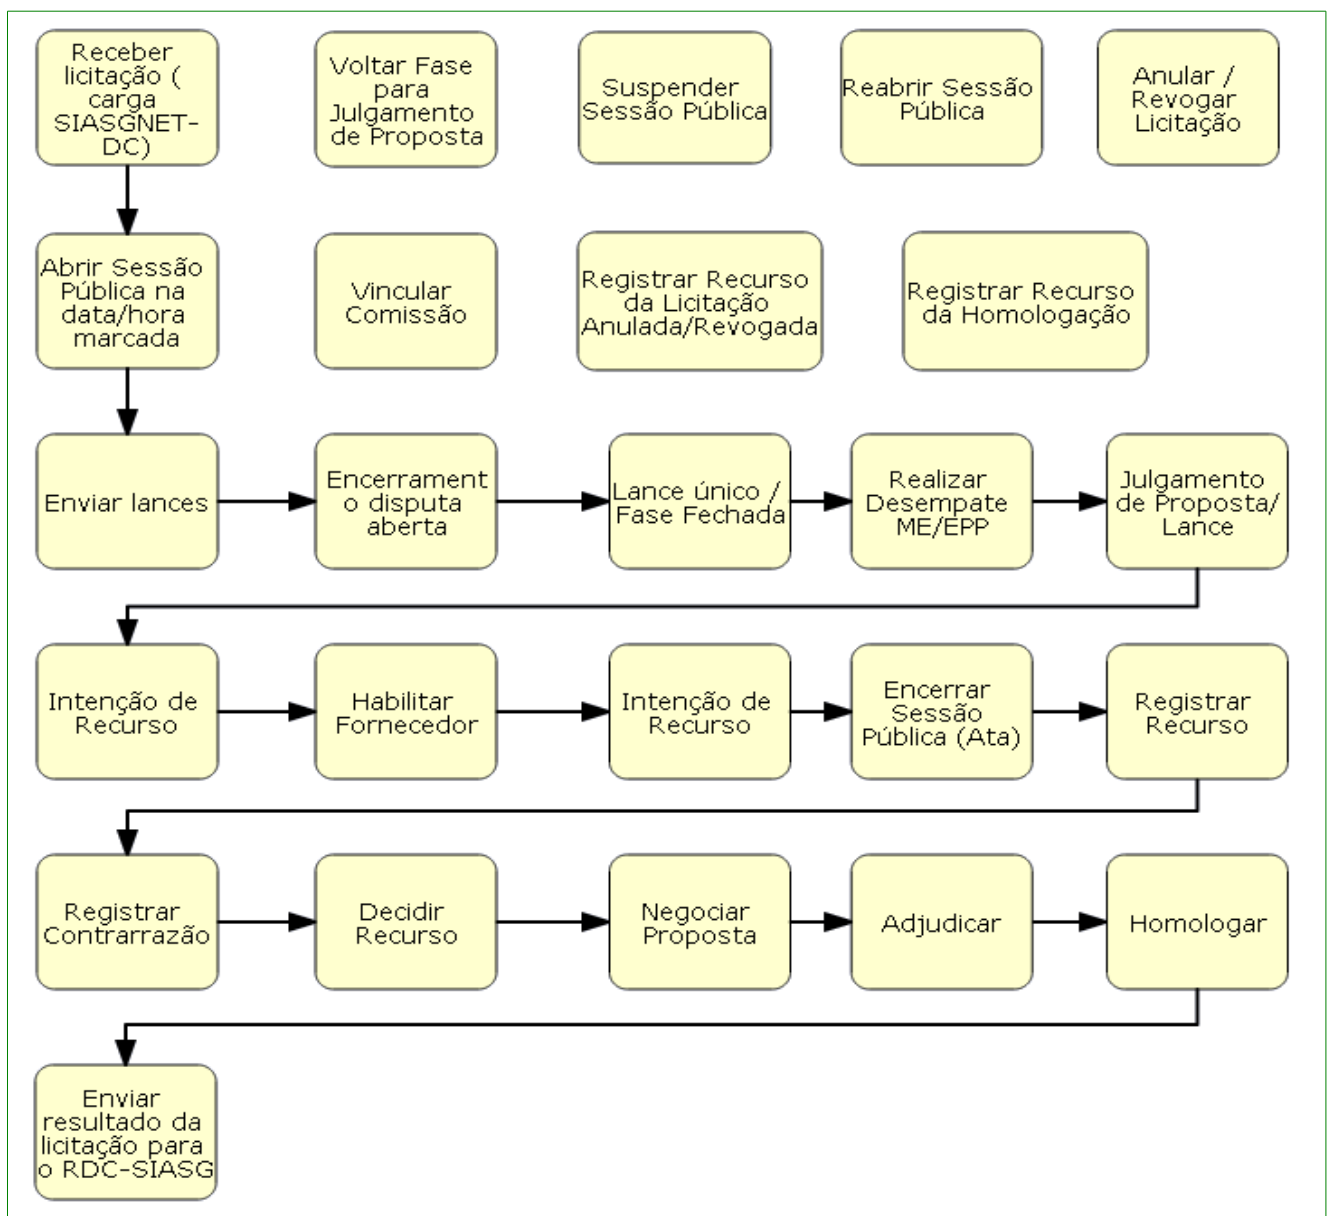 Receber
licitação (
carga
SIASGNET-
DC)
Voltar Fase
para
Julgamento
de Proposta
Suspender
Sessão Pública
Reabrir Sessão
Pública
Anular /
Revogar
Licitação
Abrir Sessão
Pública na
data/hora
marcada
Vincular
Comissão
Registrar Recurso
da Licitação
Anulada/Revogada
Registrar Recurso
da Homologação
Enviar lances
Encerrament
o disputa
aberta
Lance único /
Fase Fechada
Realizar
Desempate
ME/EPP
Julgamento
de Proposta/
Lance
Intenção de
Recurso
Habilitar
Fornecedor
Intenção de
Recurso
Encerrar
Sessão
Pública (Ata)
Registrar
Recurso
Registrar
Contrarrazão
Decidir
Recurso
Negociar
Proposta
Adjudicar
Homologar
Enviar
resultado da
licitação para
o RDC-SIASG